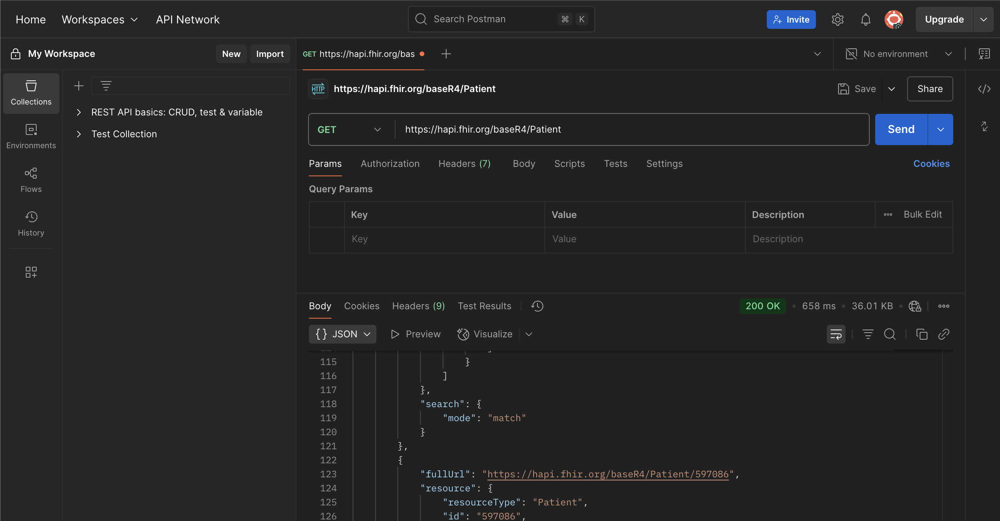 Home Workspaces API Network Search Postman ⌘ K Invite Upgrade
My Workspace New Import GET https://hapi.fhir.org/bas No environment
Collections
Environments
Flows
History
REST API basics: CRUD, test & variable
Test Collection
HTTP https://hapi.fhir.org/baseR4/Patient Save Share
GET https://hapi.fhir.org/baseR4/Patient Send
Params Authorization Headers (7) Body Scripts Tests Settings Cookies
Query Params
Key Value Description Bulk Edit
Key Value Description
Body Cookies Headers (9) Test Results 200 OK • 658 ms • 36.01 KB •
{} JSON Preview Visualize
115 }
116 ]
117 },
118 "search": {
119 "mode": "match"
120 }
121 },
122 {
123 "fullUrl": "https://hapi.fhir.org/baseR4/Patient/597086",
124 "resource": {
125 "resourceType": "Patient",
126 "id": "597086",